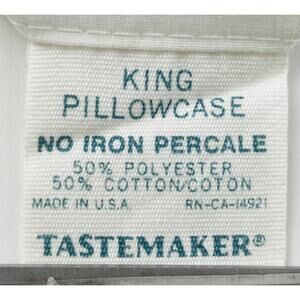 KING
PILLOWCASE
NO IRON PERCALE
50% POLYESTER
50% COTTON/COTON
MADE IN U.S.A. RN-CA-14921
TASTEMAKER®